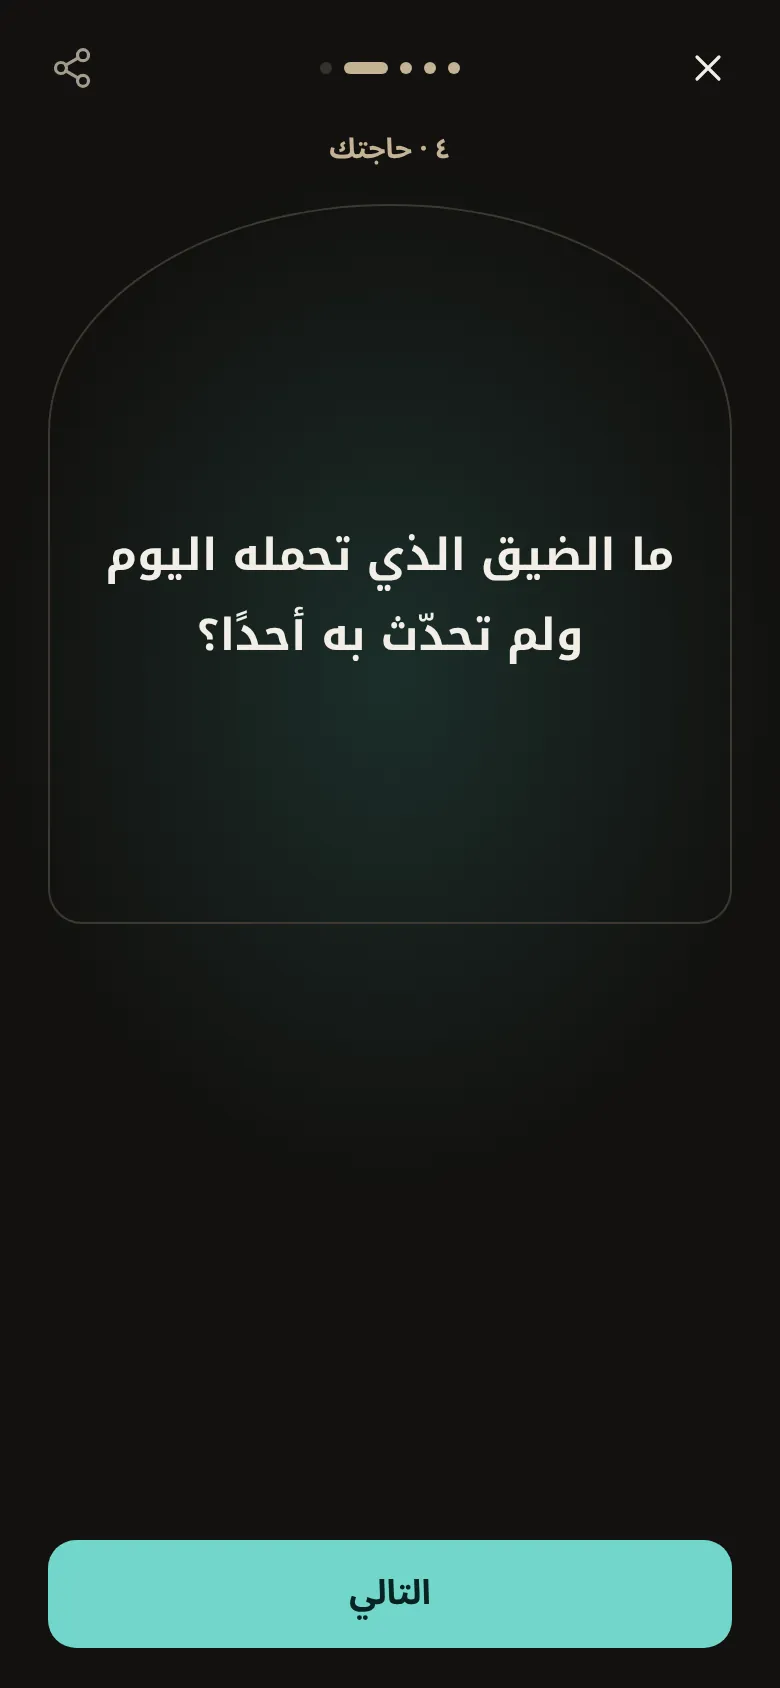 ٤ · حاجتك
ما الضيق الذي تحمله اليوم
ولم تحدّث به أحدًا؟
التالي